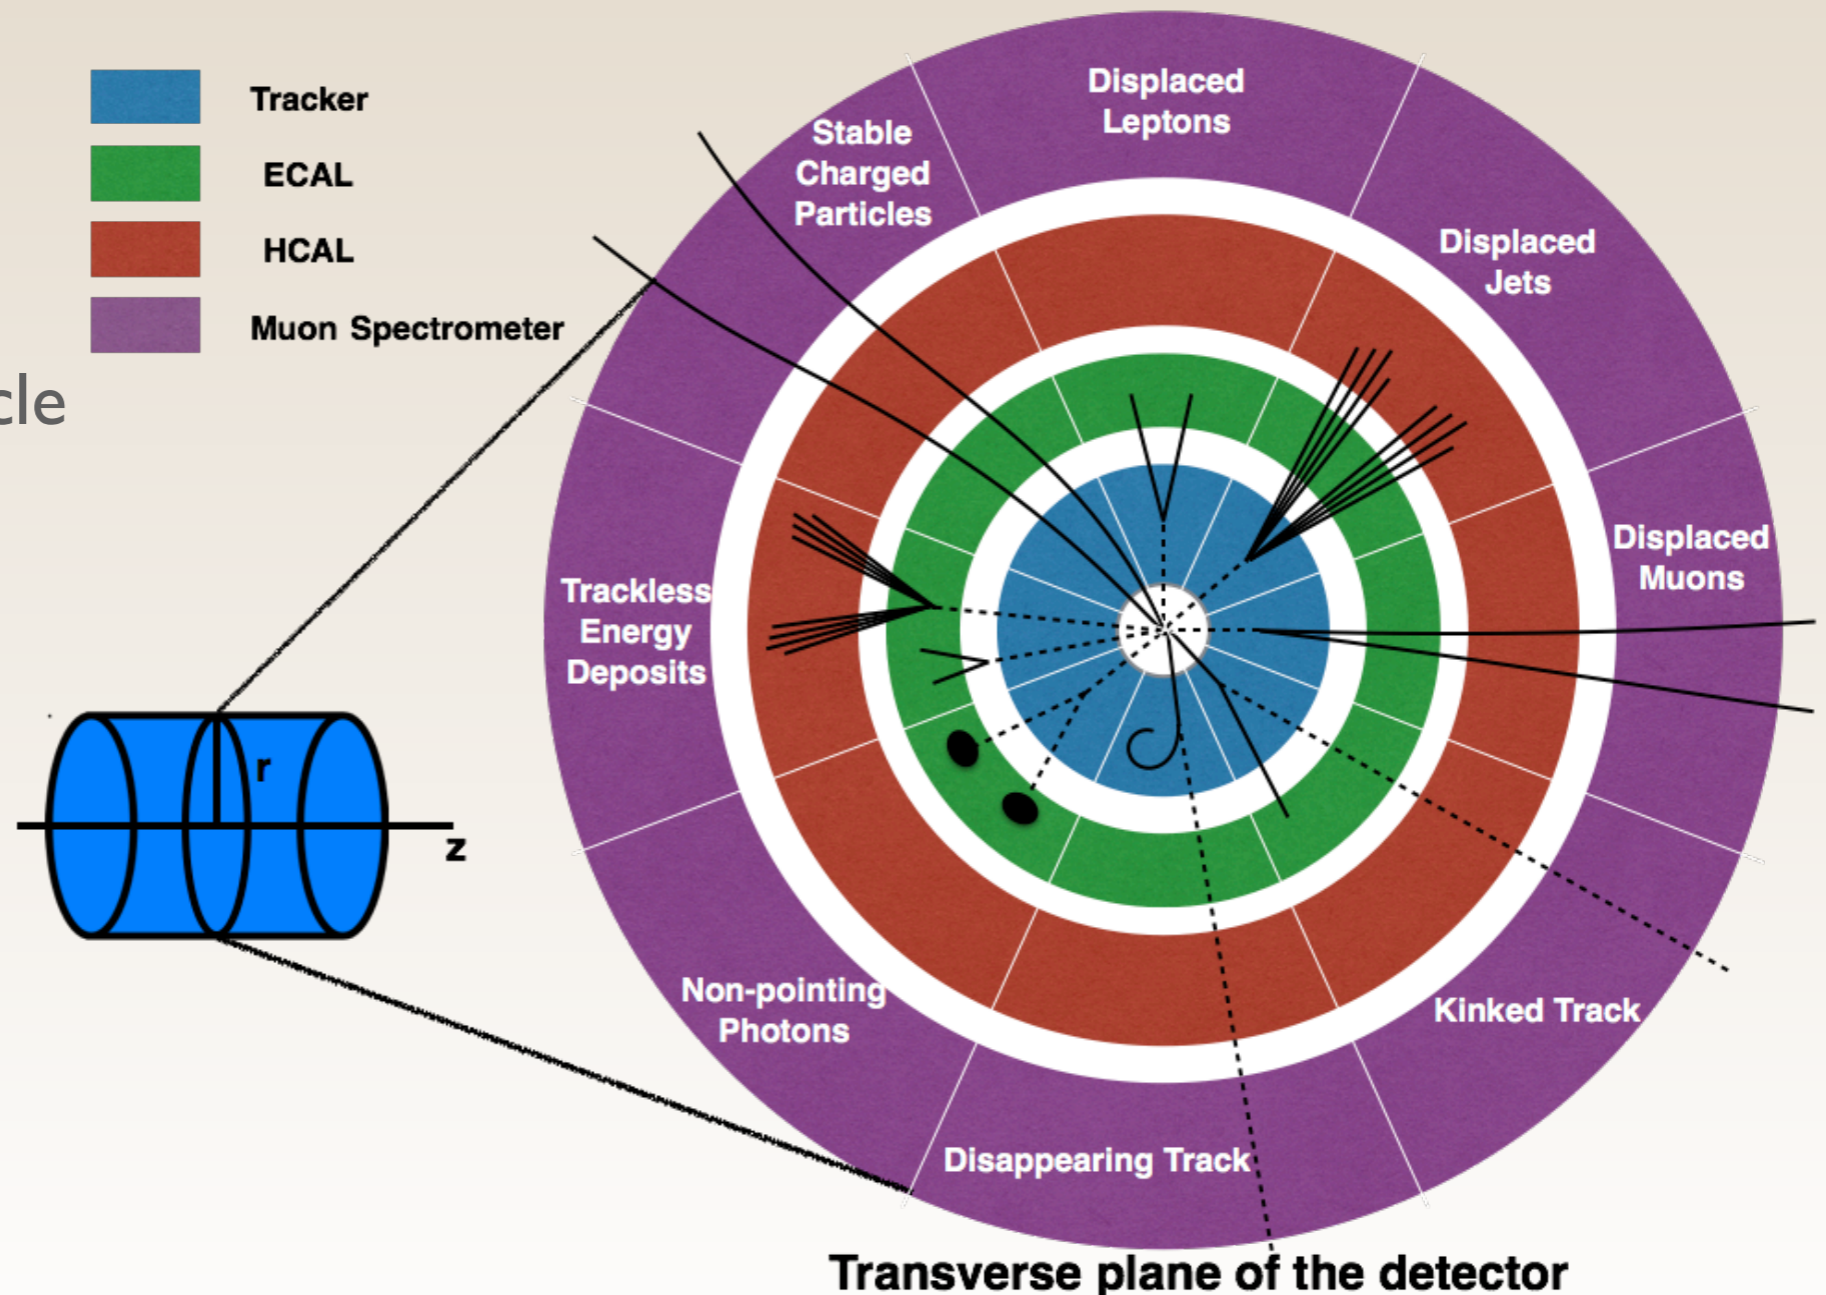 Tracker
ECAL
HCAL
Muon Spectrometer
cle
r
z
Displaced
Leptons
Stable
Charged
Particles
Displaced
Jets
Displaced
Muons
Trackless
Energy
Deposits
Non-pointing
Photons
Kinked Track
Disappearing Track
Transverse plane of the detector